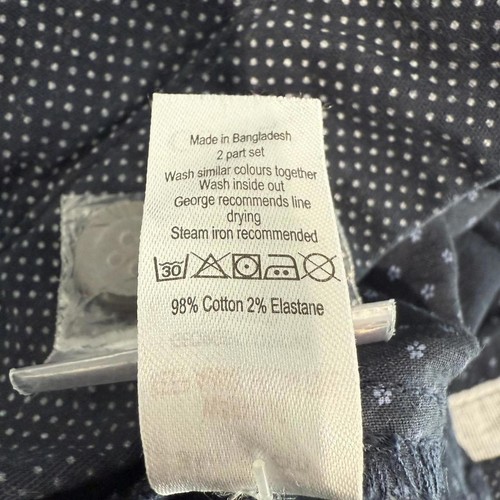 Made in Bangladesh
2 part set
Wash similar colours together
Wash inside out
George recommends line
drying
Steam iron recommended
30
98% Cotton 2% Elastane